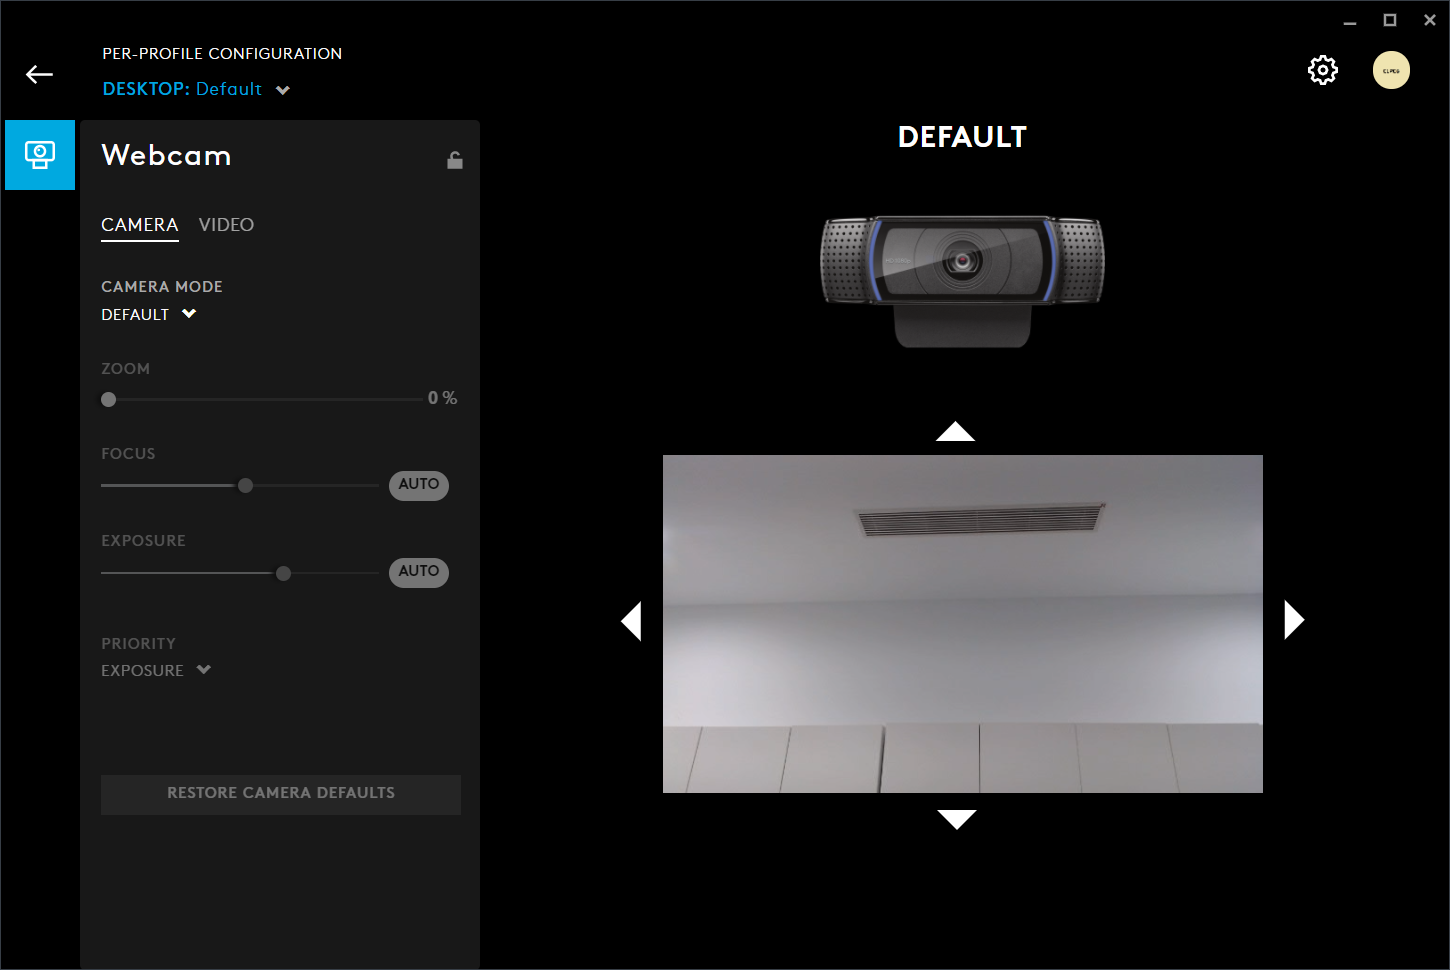 PER-PROFILE CONFIGURATION
DESKTOP: Default
Webcam
CAMERA VIDEO
CAMERA MODE
DEFAULT
ZOOM
0 %
FOCUS
AUTO
EXPOSURE
AUTO
PRIORITY
EXPOSURE
RESTORE CAMERA DEFAULTS
DEFAULT